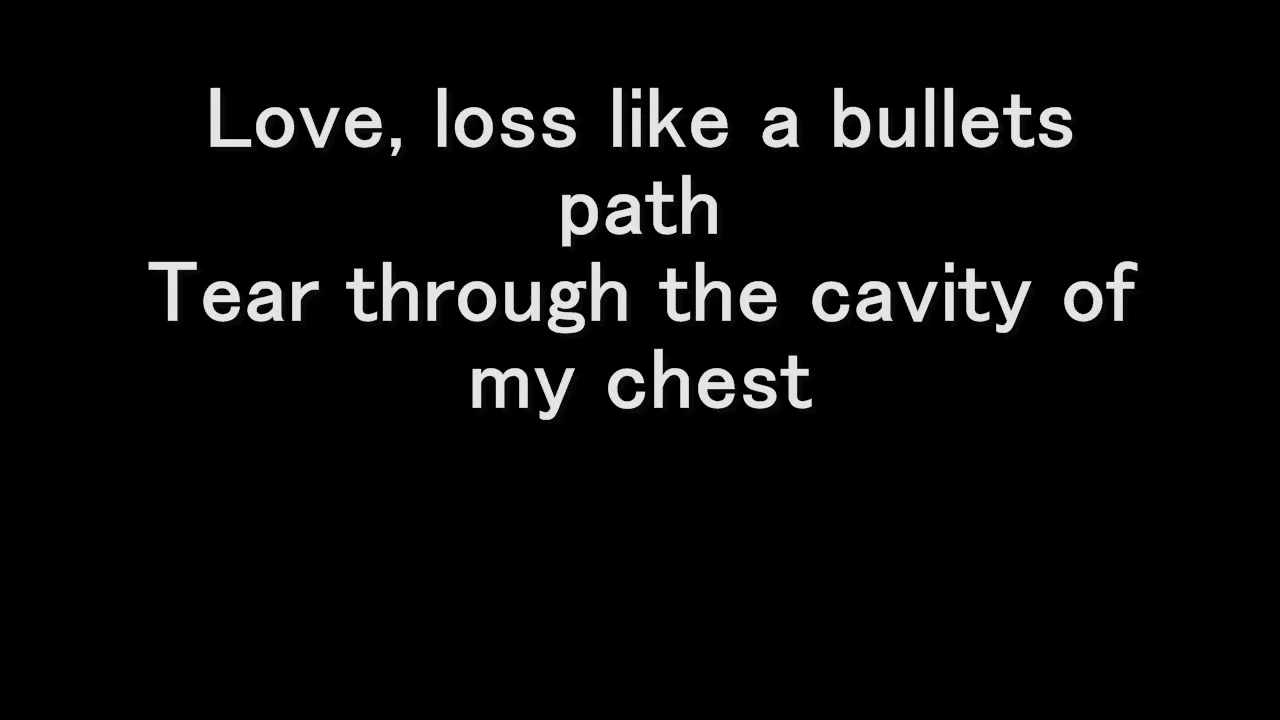 Love, loss like a bullets
path
Tear through the cavity of
my chest